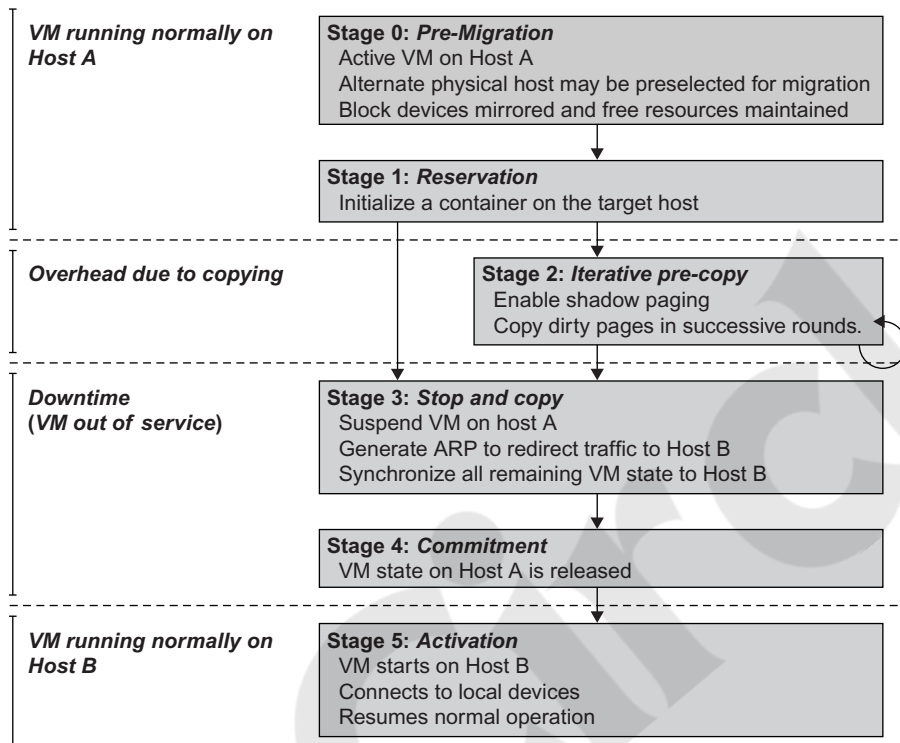 VM running normally on
Host A
Stage 0: Pre-Migration
Active VM on Host A
Alternate physical host may be preselected for migration
Block devices mirrored and free resources maintained
Stage 1: Reservation
Initialize a container on the target host
Overhead due to copying
Stage 2: Iterative pre-copy
Enable shadow paging
Copy dirty pages in successive rounds.
Downtime
(VM out of service)
Stage 3: Stop and copy
Suspend VM on host A
Generate ARP to redirect traffic to Host B
Synchronize all remaining VM state to Host B
Stage 4: Commitment
VM state on Host A is released
VM running normally on
Host B
Stage 5: Activation
VM starts on Host B
Connects to local devices
Resumes normal operation